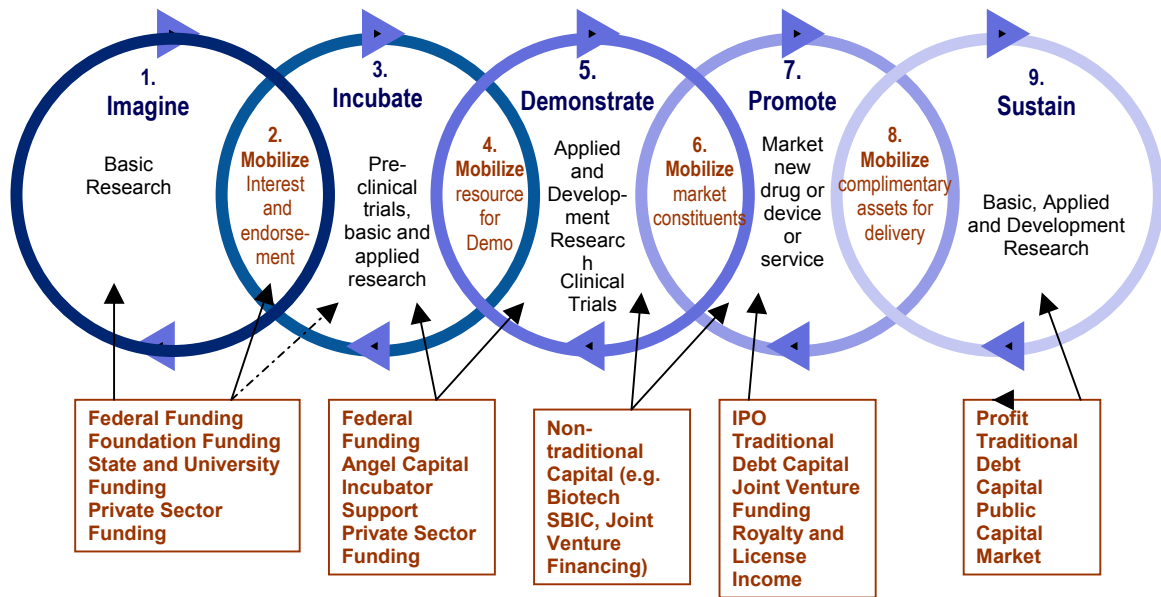 1.
Imagine
Basic
Research
2.
Mobilize
Interest
and
endorse-
ment
3.
Incubate
Pre-
clinical
trials,
basic and
applied
research
4.
Mobilize
resource
for
Demo
5.
Demonstrate
Applied
and
Develop-
ment
Researc
h
Clinical
Trials
6.
Mobilize
market
constituents
7.
Promote
Market
new
drug or
device
or
service
8.
Mobilize
complimentary
assets for
delivery
9.
Sustain
Basic, Applied
and Development
Research
Federal Funding
Foundation Funding
State and University
Funding
Private Sector
Funding
Federal
Funding
Angel Capital
Incubator
Support
Private Sector
Funding
Non-
traditional
Capital (e.g.
Biotech
SBIC, Joint
Venture
Financing)
IPO
Traditional
Debt Capital
Joint Venture
Funding
Royalty and
License
Income
Profit
Traditional
Debt
Capital
Public
Capital
Market